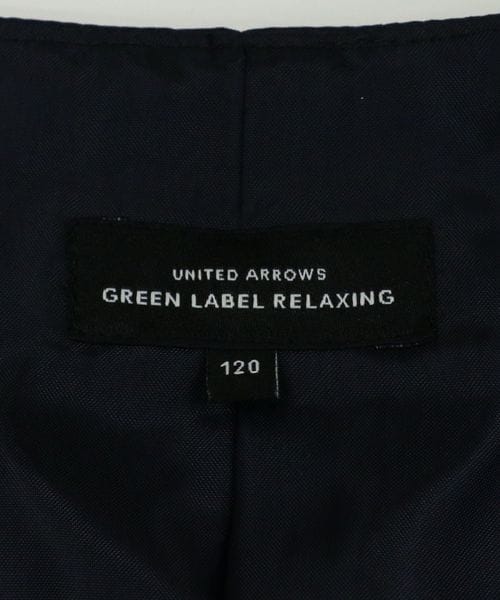 UNITED ARROWS
GREEN LABEL RELAXING
120